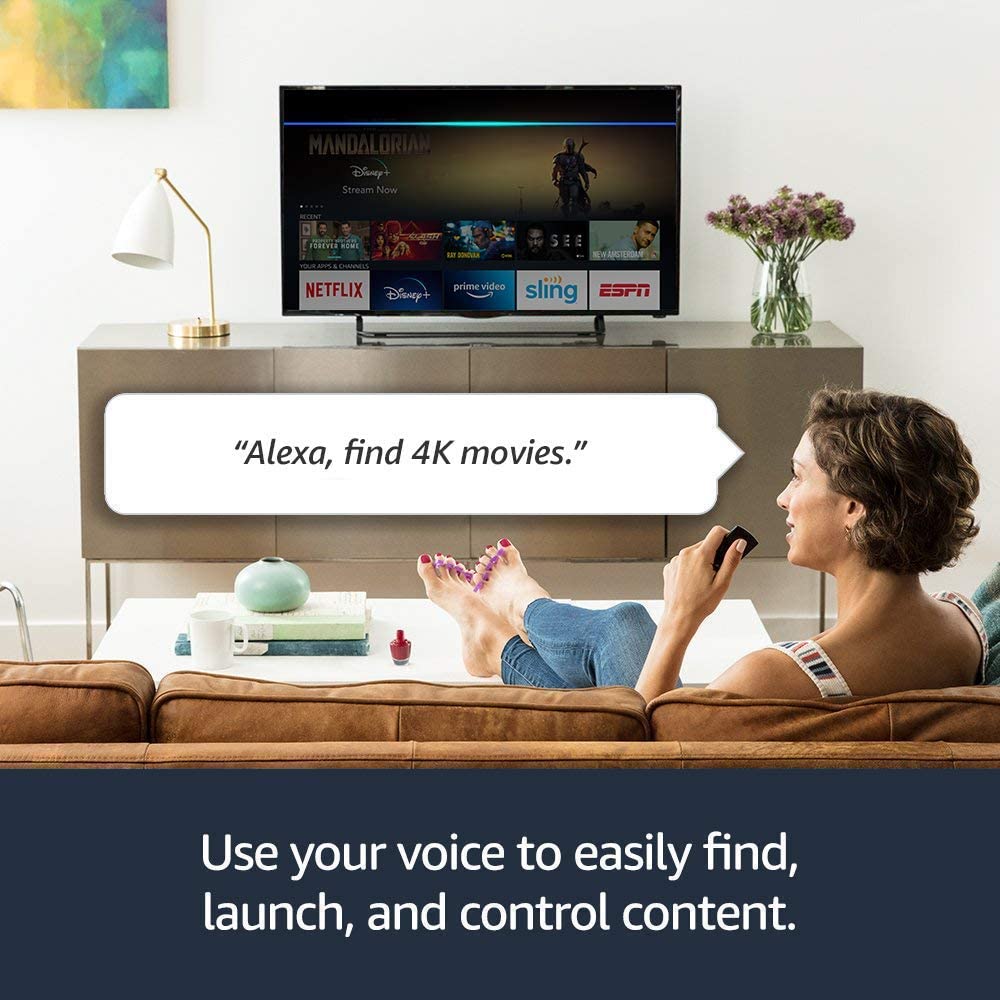 MANDALORIAN
Disney+
Stream Now
RECENT
PROPERTY BROTHERS
FOREVER HOME
RAY DONOVAN
SEE
NEW AMSTERDAM
YOUR APPS & CHANNELS
NETFLIX
Disney+
prime video
sling
ESPN
“Alexa, find 4K movies.”
Use your voice to easily find,
launch, and control content.